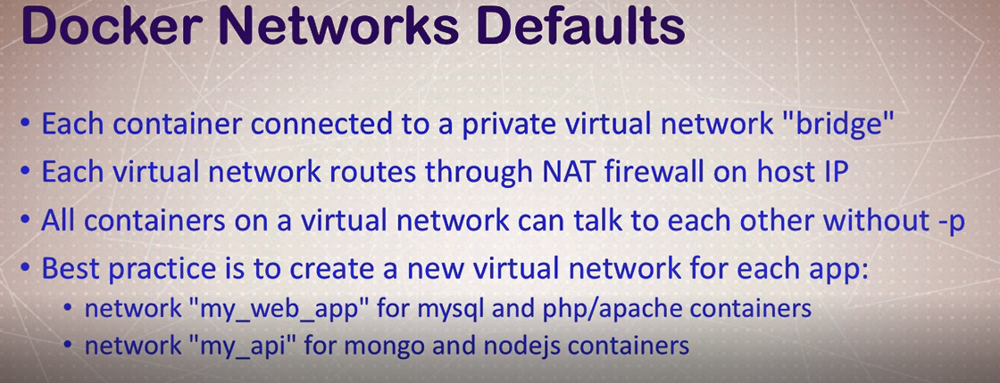 Docker Networks Defaults
• Each container connected to a private virtual network "bridge"
• Each virtual network routes through NAT firewall on host IP
• All containers on a virtual network can talk to each other without -p
• Best practice is to create a new virtual network for each app:
• network "my_web_app" for mysql and php/apache containers
• network "my_api" for mongo and nodejs containers